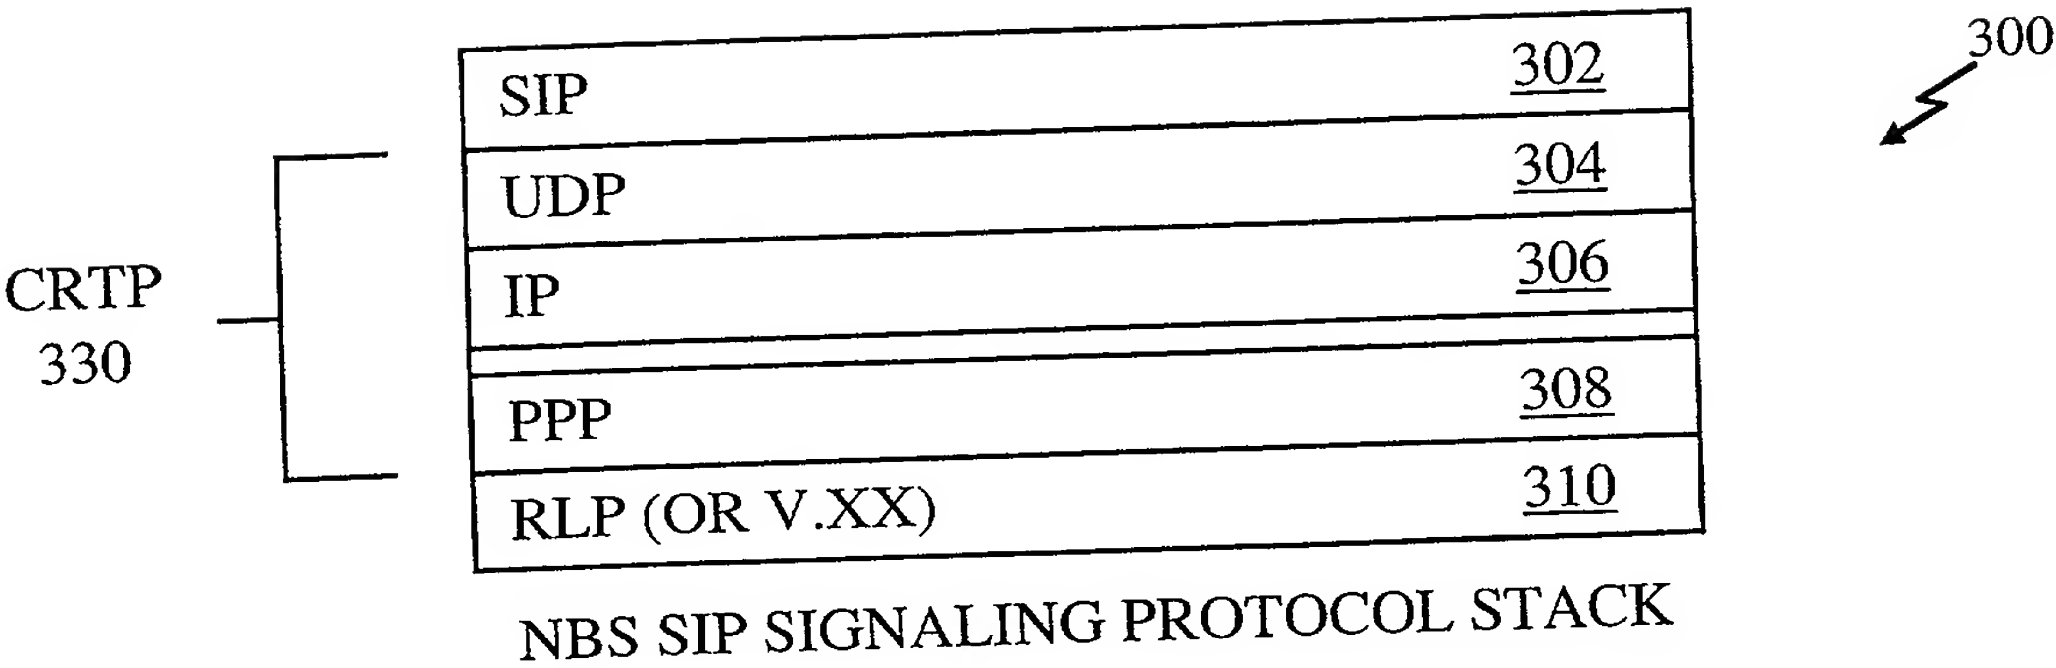 300
SIP 302
UDP 304
IP 306
CRTP
330
PPP 308
RLP (OR V.XX) 310
NBS SIP SIGNALING PROTOCOL STACK